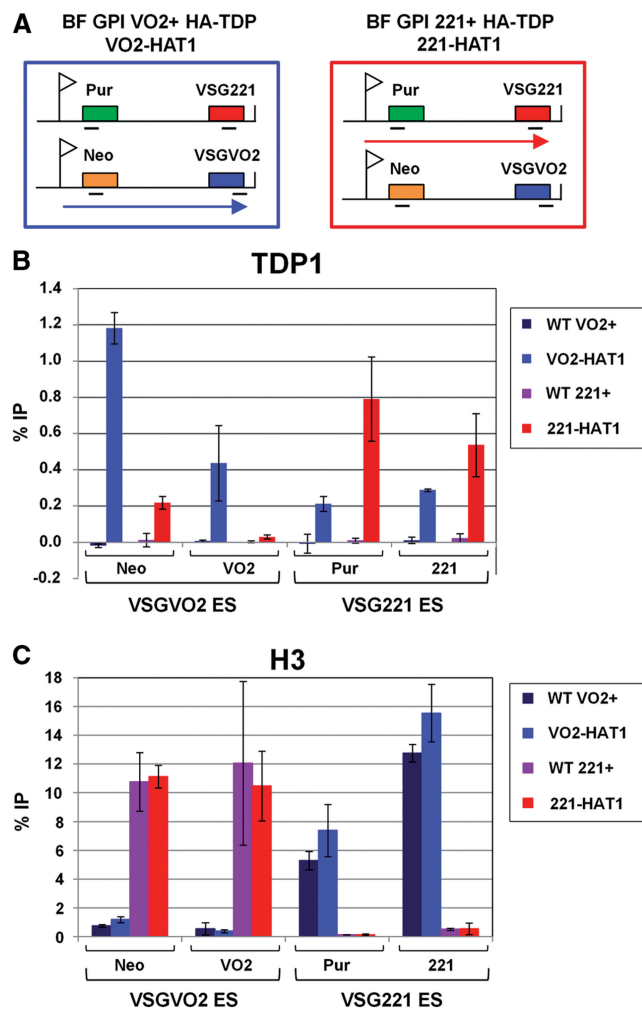 A
BF GPI VO2+ HA-TDP
VO2-HAT1
BF GPI 221+ HA-TDP
221-HAT1
Pur
VSG221
Neo
VSGVO2
Pur
VSG221
Neo
VSGVO2
B
TDP1
% IP
1.4
1.2
1.0
0.8
0.6
0.4
0.2
0.0
-0.2
Neo
VO2
Pur
221
VSGVO2 ES
VSG221 ES
WT VO2+
VO2-HAT1
WT 221+
221-HAT1
C
H3
% IP
18
16
14
12
10
8
6
4
2
0
Neo
VO2
Pur
221
VSGVO2 ES
VSG221 ES
WT VO2+
VO2-HAT1
WT 221+
221-HAT1